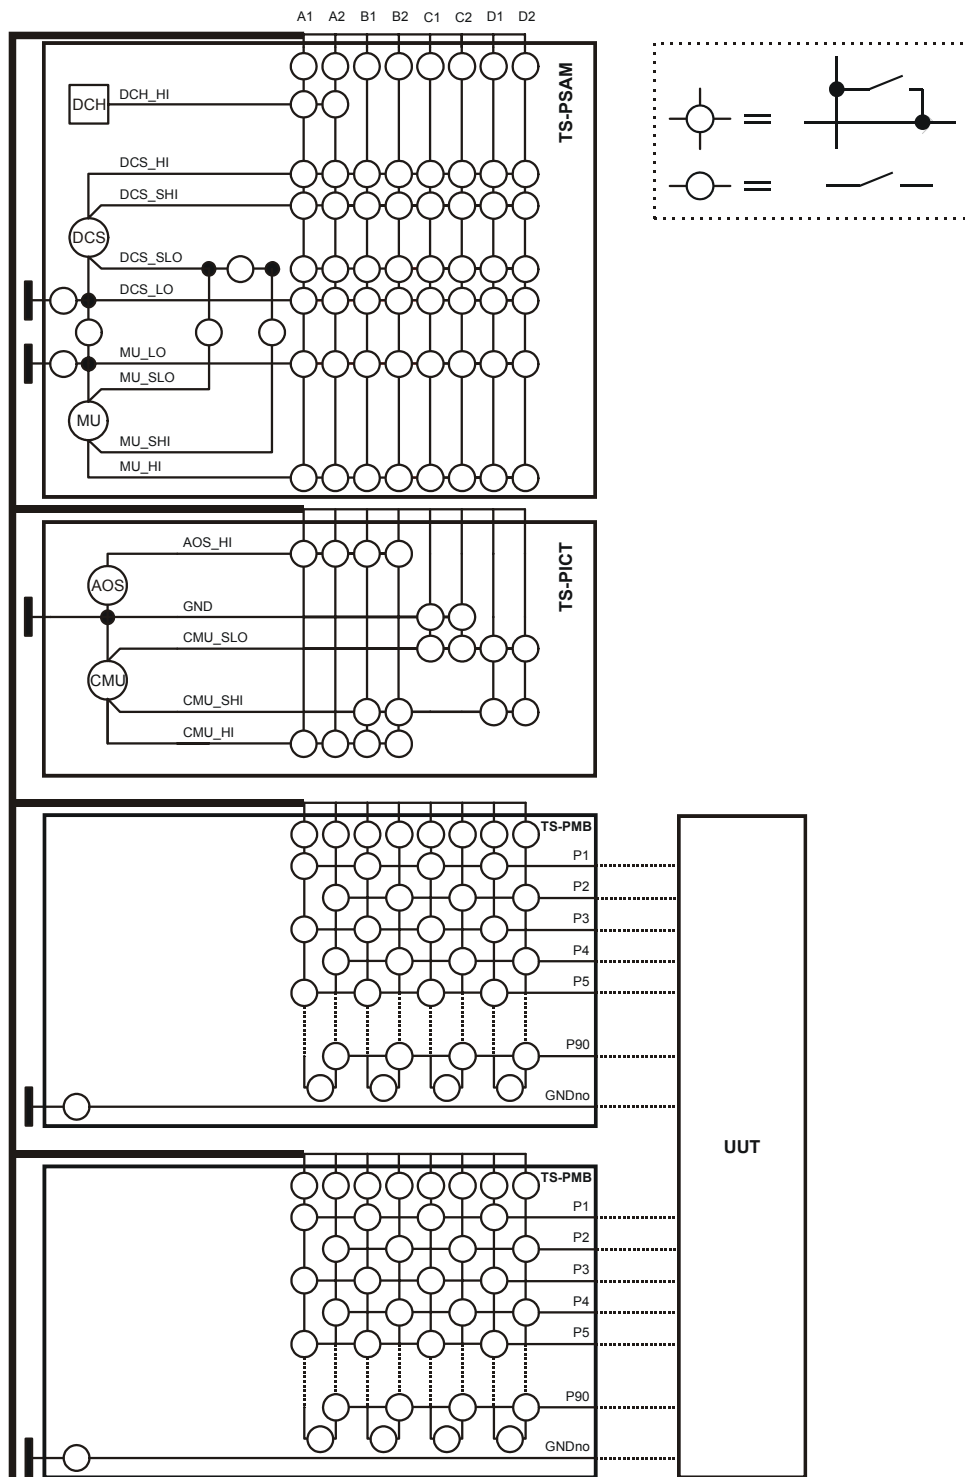 A1 A2 B1 B2 C1 C2 D1 D2
TS-PSAM
DCH
DCH_HI
DCS_HI
DCS_SHI
DCS
DCS_SLO
DCS_LO
MU_LO
MU_SLO
MU
MU_SHI
MU_HI
TS-PICT
AOS_HI
AOS
GND
CMU_SLO
CMU
CMU_SHI
CMU_HI
TS-PMB
P1
P2
P3
P4
P5
P90
GNDno
UUT
TS-PMB
P1
P2
P3
P4
P5
P90
GNDno